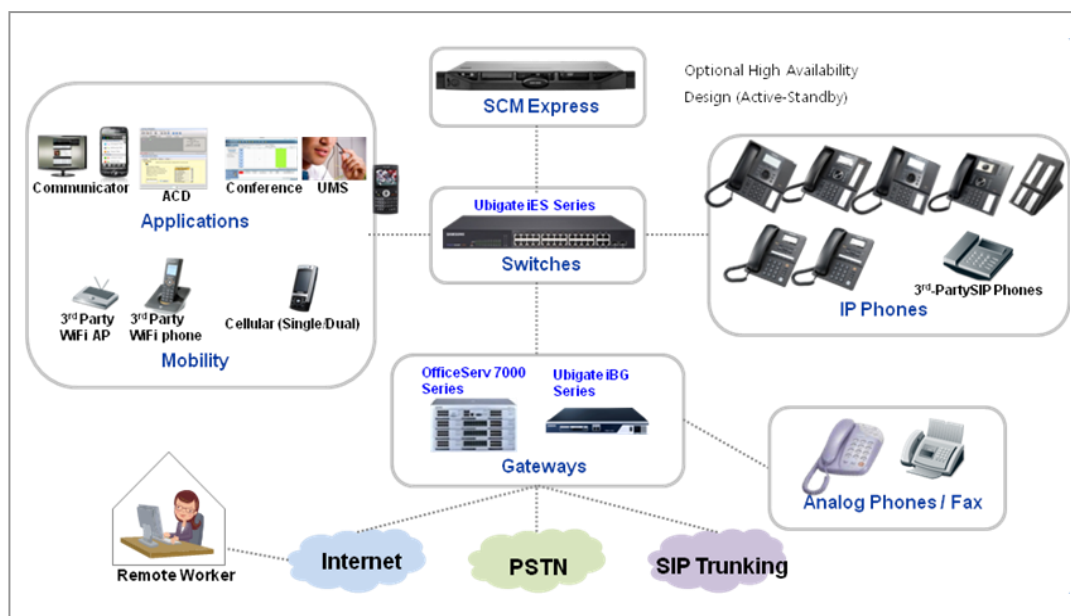 Optional High Availability
Design (Active-Standby)
SCM Express
Communicator
ACD
Conference
UMS
Applications
Ubigate iES Series
SAMSUNG
Switches
3rd-PartySIP Phones
IP Phones
3rd Party
WiFi AP
3rd Party
WiFi phone
Cellular (Single/Dual)
Mobility
OfficeServ 7000
Series
Ubigate iBG
Series
Gateways
Analog Phones / Fax
Remote Worker
Internet
PSTN
SIP Trunking